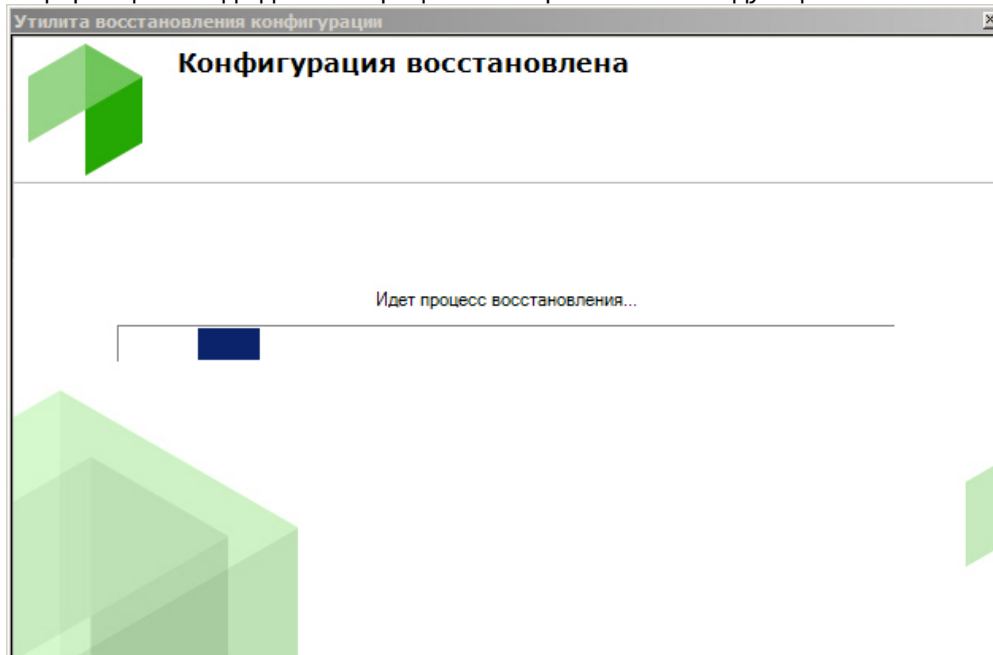 Утилита восстановления конфигурации
Конфигурация восстановлена
Идет процесс восстановления...